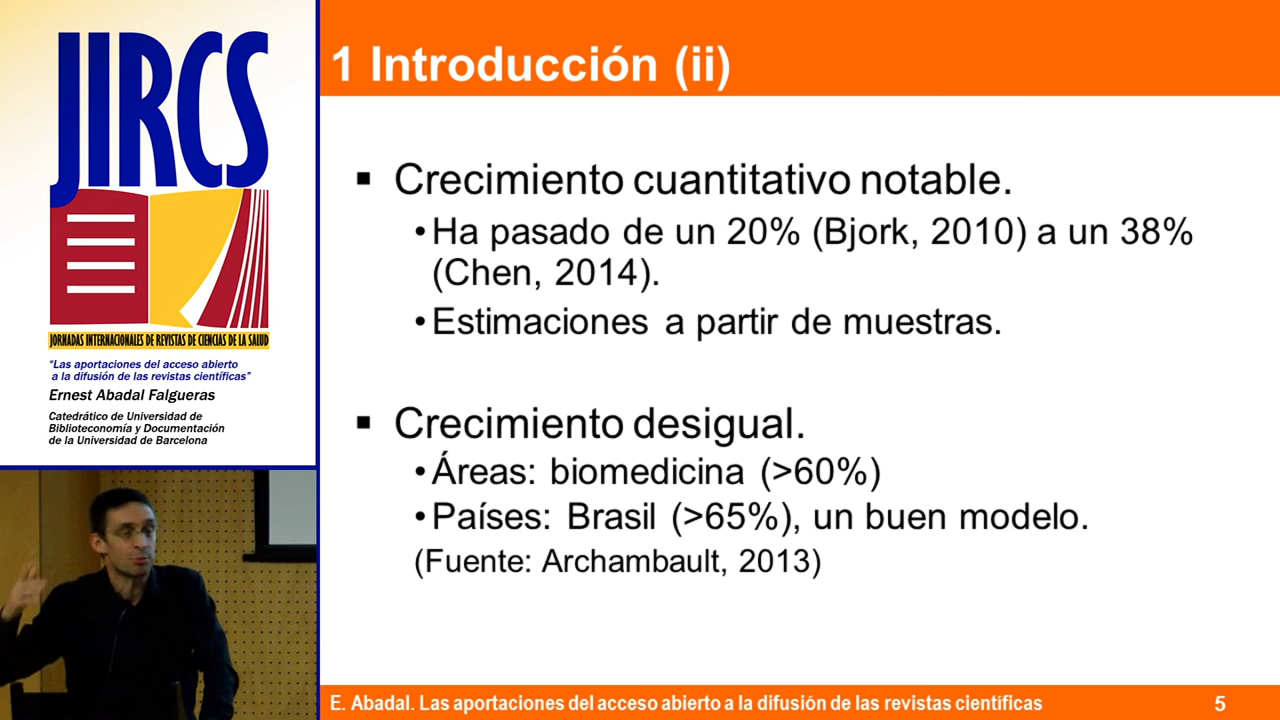 JIRCS
JORNADAS INTERNACIONALES DE REVISTAS DE CIENCIAS DE LA SALUD
“Las aportaciones del acceso abierto
a la difusión de las revistas científicas”
Ernest Abadal Falgueras
Catedrático de Universidad de
Biblioteconomía y Documentación
de la Universidad de Barcelona
1 Introducción (ii)
▪ Crecimiento cuantitativo notable.
•Ha pasado de un 20% (Bjork, 2010) a un 38%
(Chen, 2014).
•Estimaciones a partir de muestras.
▪ Crecimiento desigual.
•Áreas: biomedicina (>60%)
•Países: Brasil (>65%), un buen modelo.
(Fuente: Archambault, 2013)
E. Abadal. Las aportaciones del acceso abierto a la difusión de las revistas científicas 5